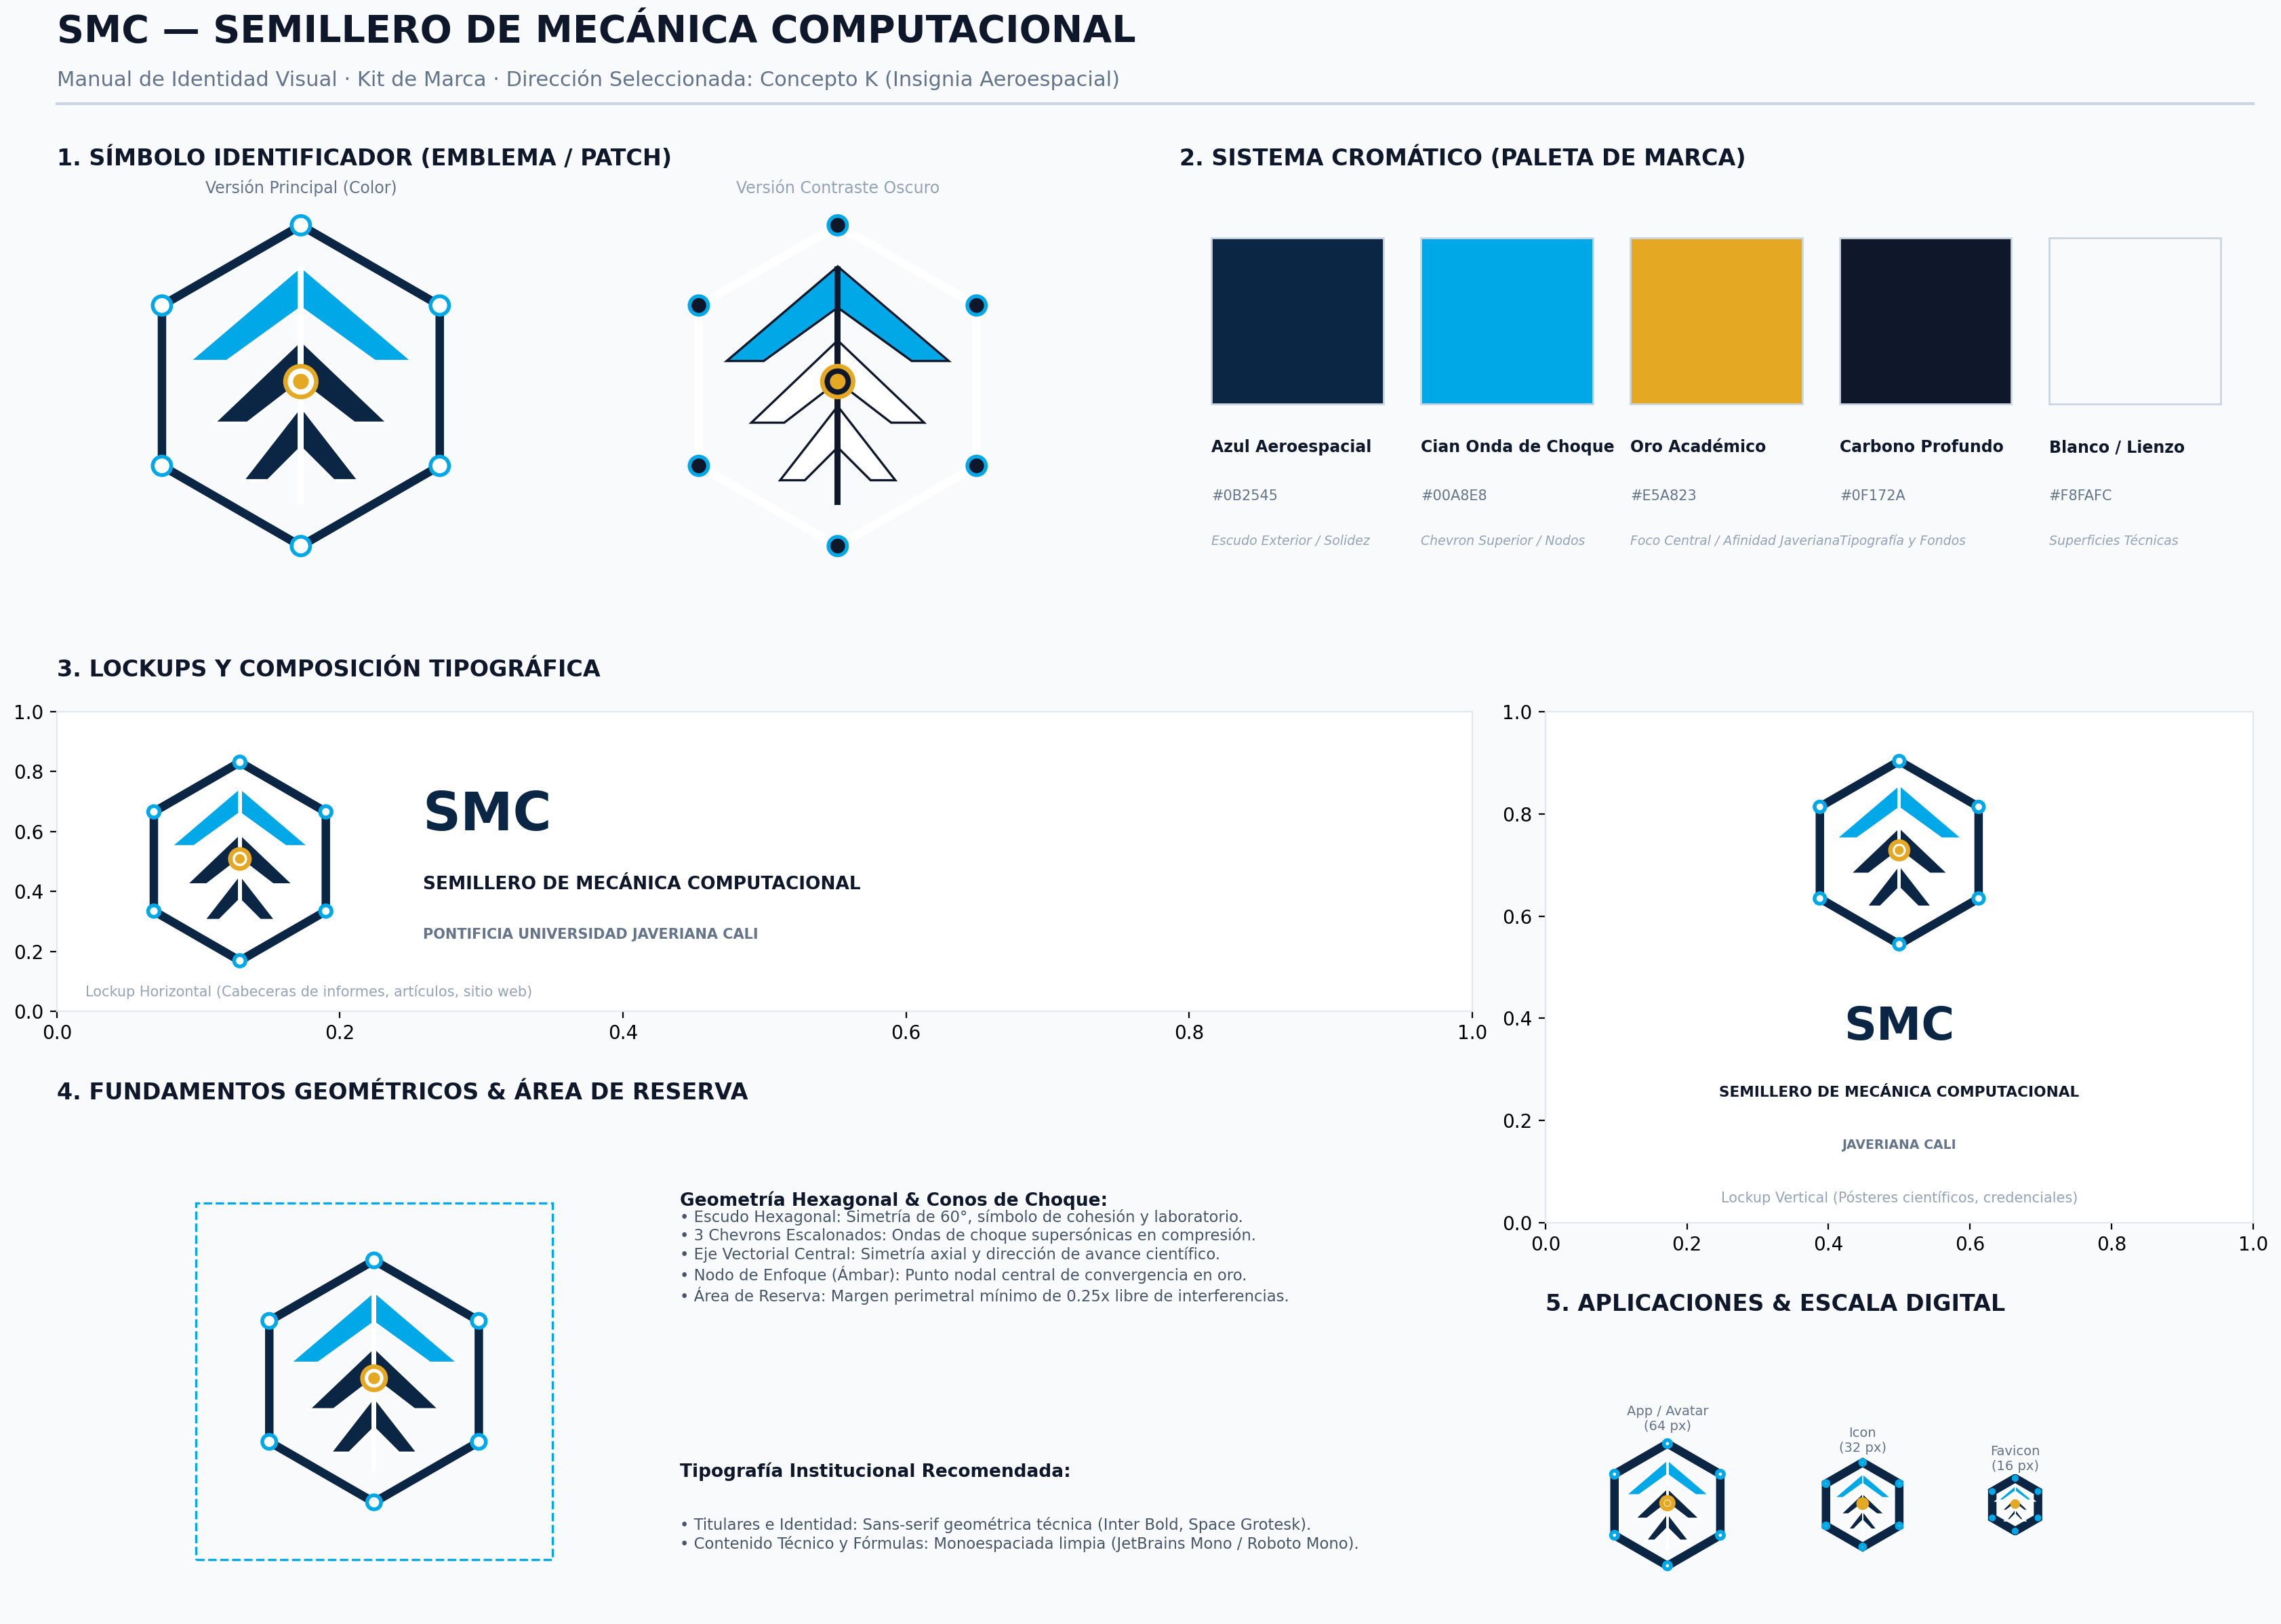 SMC — SEMILLERO DE MECÁNICA COMPUTACIONAL
Manual de Identidad Visual · Kit de Marca · Dirección Seleccionada: Concepto K (Insignia Aeroespacial)
1. SÍMBOLO IDENTIFICADOR (EMBLEMA / PATCH)
Versión Principal (Color)
Versión Contraste Oscuro
2. SISTEMA CROMÁTICO (PALETA DE MARCA)
Azul Aeroespacial
#0B2545
Escudo Exterior / Solidez
Cian Onda de Choque
#00A8E8
Chevron Superior / Nodos
Oro Académico
#E5A823
Foco Central / Afinidad Javeriana
Carbono Profundo
#0F172A
Tipografía y Fondos
Blanco / Lienzo
#F8FAFC
Superficies Técnicas
3. LOCKUPS Y COMPOSICIÓN TIPOGRÁFICA
1.0
0.8
0.6
0.4
0.2
0.0
SMC
SEMILLERO DE MECÁNICA COMPUTACIONAL
PONTIFICIA UNIVERSIDAD JAVERIANA CALI
Lockup Horizontal (Cabeceras de informes, artículos, sitio web)
0.0 0.2 0.4 0.6 0.8 1.0
1.0
0.8
0.6
0.4
0.2
0.0
SMC
SEMILLERO DE MECÁNICA COMPUTACIONAL
JAVERIANA CALI
Lockup Vertical (Pósteres científicos, credenciales)
0.0 0.2 0.4 0.6 0.8 1.0
4. FUNDAMENTOS GEOMÉTRICOS & ÁREA DE RESERVA
Geometría Hexagonal & Conos de Choque:
• Escudo Hexagonal: Simetría de 60°, símbolo de cohesión y laboratorio.
• 3 Chevrons Escalonados: Ondas de choque supersónicas en compresión.
• Eje Vectorial Central: Simetría axial y dirección de avance científico.
• Nodo de Enfoque (Ámbar): Punto nodal central de convergencia en oro.
• Área de Reserva: Margen perimetral mínimo de 0.25x libre de interferencias.
Tipografía Institucional Recomendada:
• Titulares e Identidad: Sans-serif geométrica técnica (Inter Bold, Space Grotesk).
• Contenido Técnico y Fórmulas: Monoespaciada limpia (JetBrains Mono / Roboto Mono).
5. APLICACIONES & ESCALA DIGITAL
App / Avatar
(64 px)
Icon
(32 px)
Favicon
(16 px)